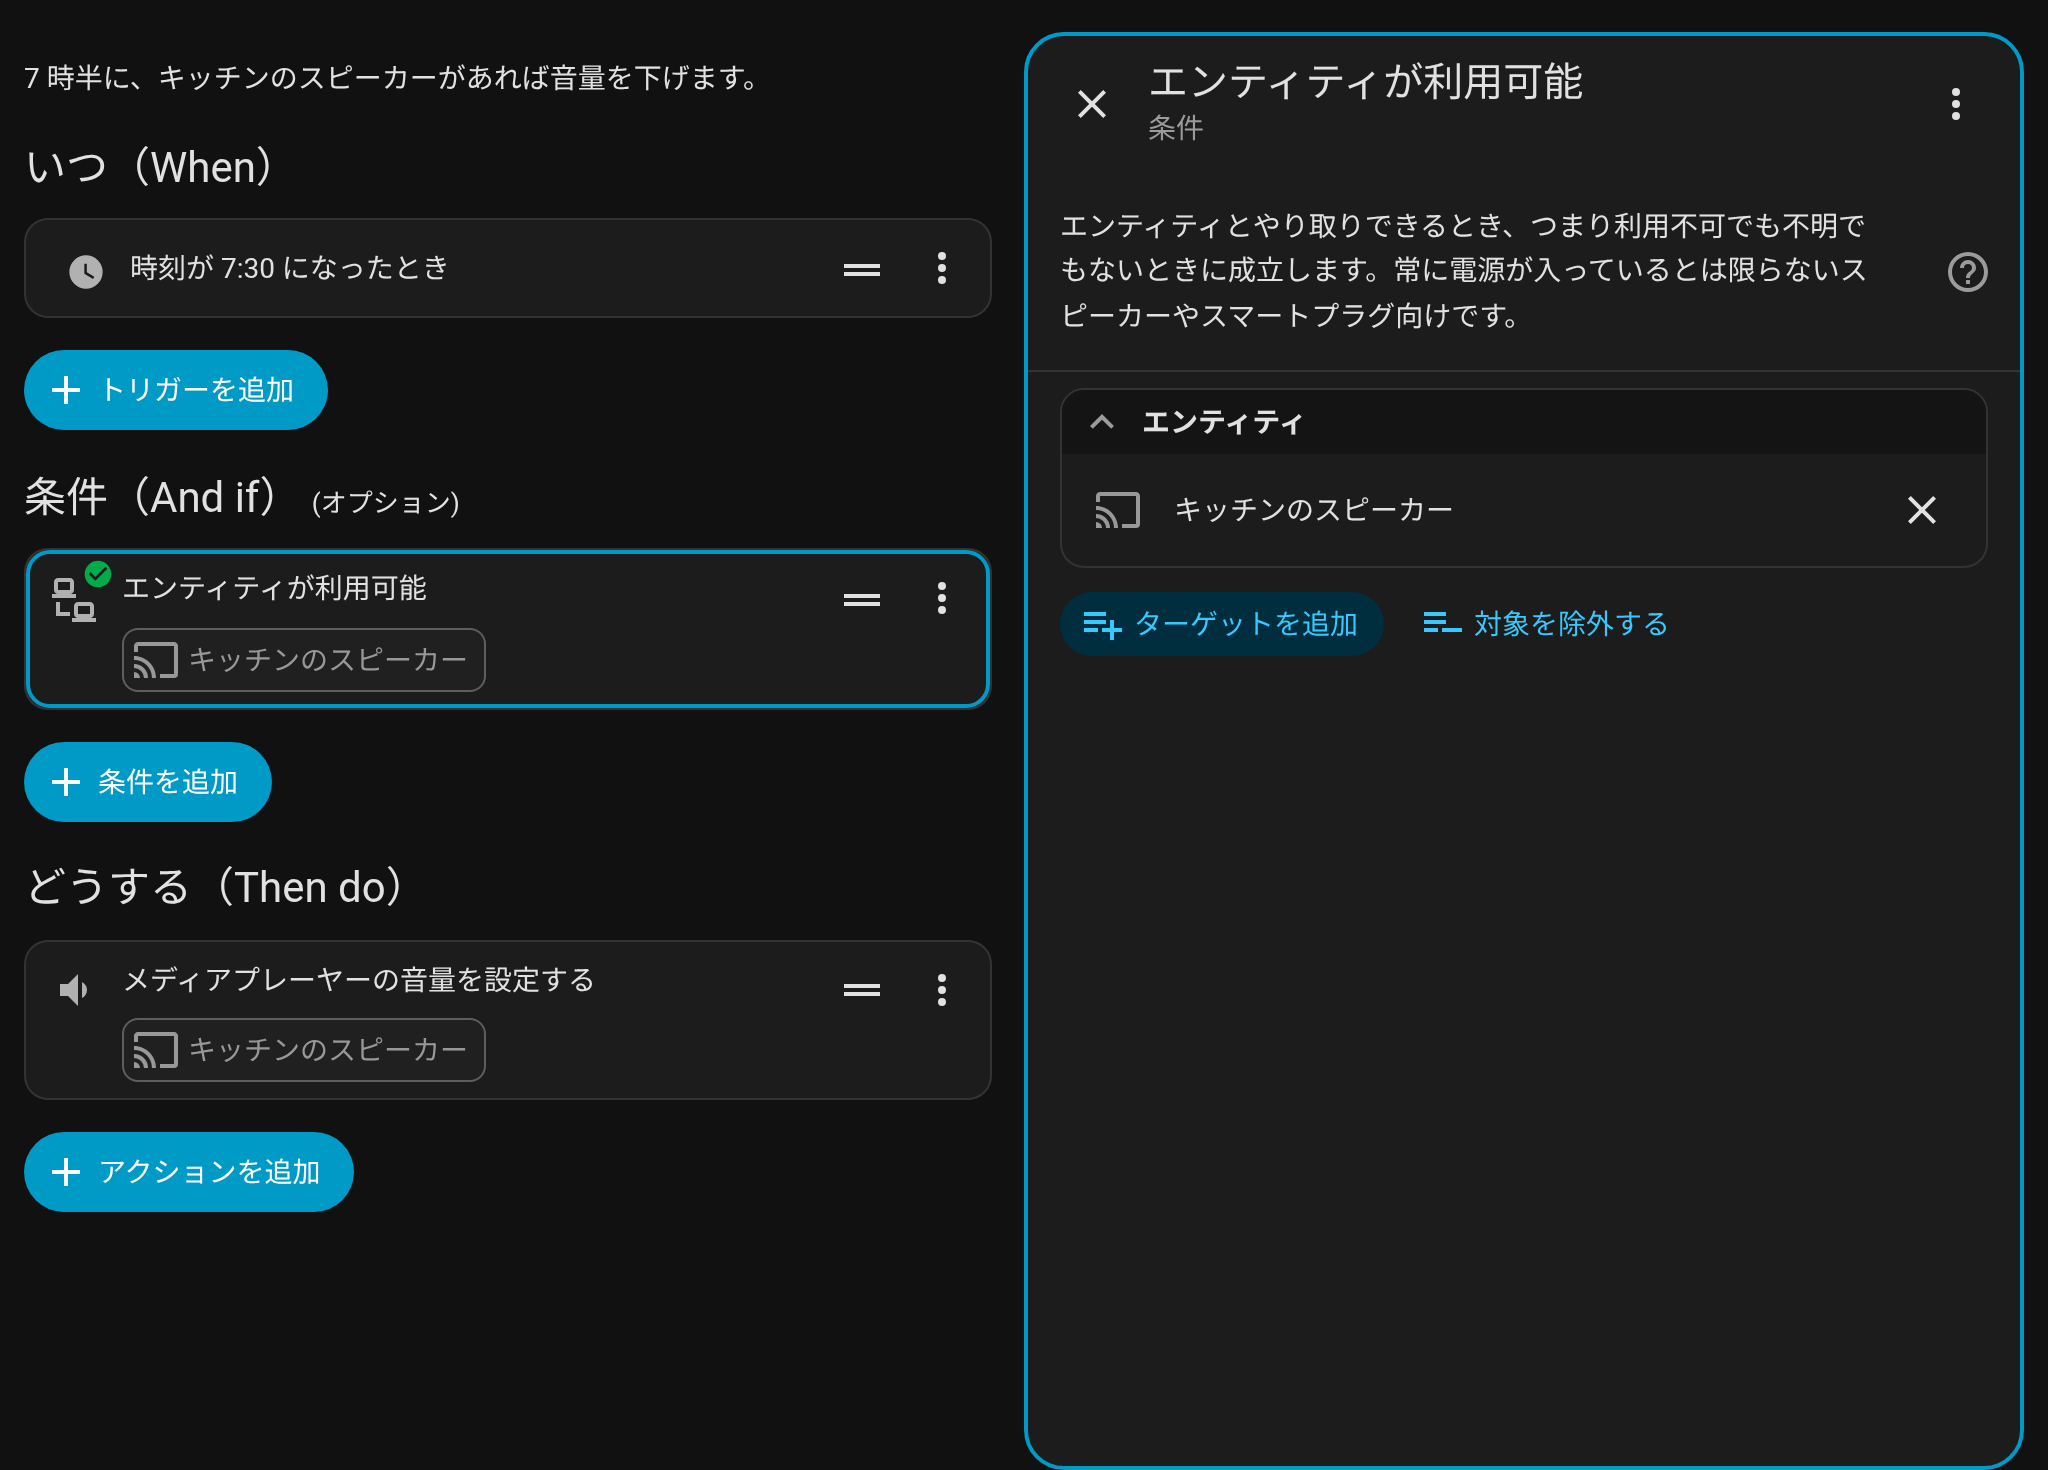 7 時半に、キッチンのスピーカーがあれば音量を下げます。
いつ（When）
時刻が 7:30 になったとき
トリガーを追加
条件（And if） (オプション)
エンティティが利用可能
キッチンのスピーカー
条件を追加
どうする（Then do）
メディアプレーヤーの音量を設定する
キッチンのスピーカー
アクションを追加
エンティティが利用可能
条件
エンティティとやり取りできるとき、つまり利用不可でも不明で
もないときに成立します。常に電源が入っているとは限らないス
ピーカーやスマートプラグ向けです。
エンティティ
キッチンのスピーカー
ターゲットを追加
対象を除外する